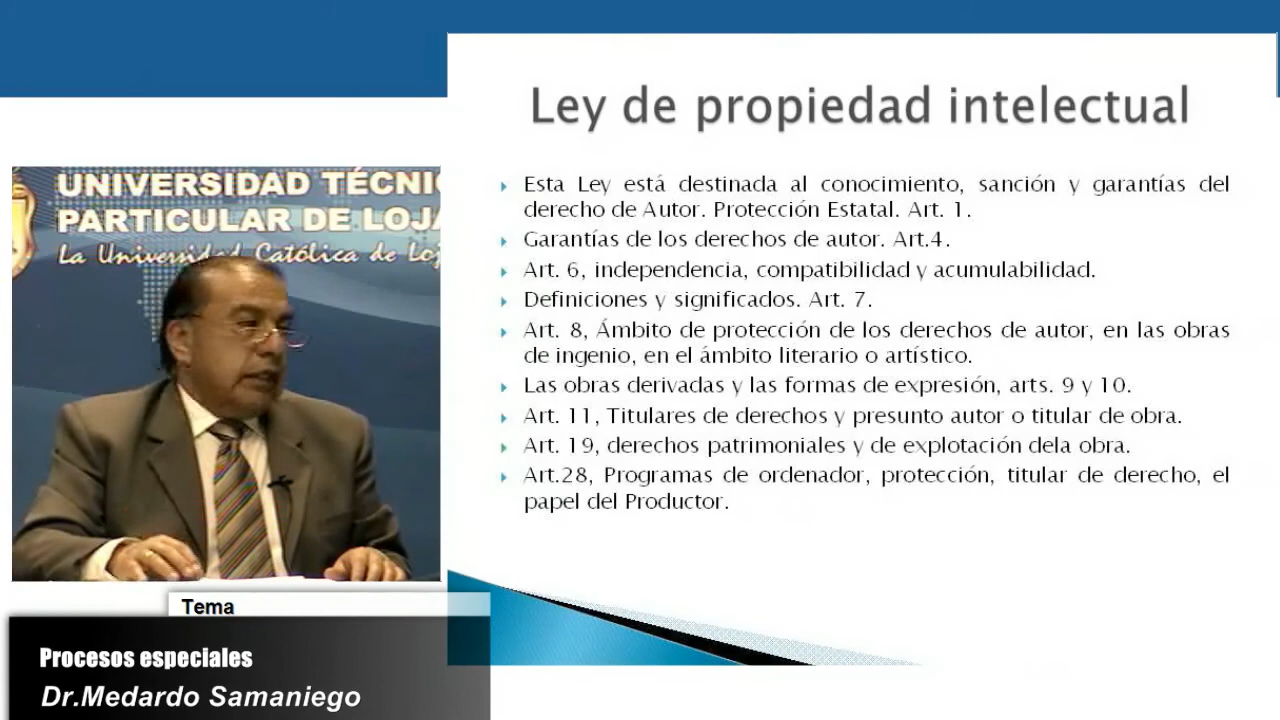 Ley de propiedad intelectual
Esta Ley está destinada al conocimiento, sanción y garantías del
derecho de Autor. Protección Estatal. Art. 1.
Garantías de los derechos de autor. Art.4.
Art. 6, independencia, compatibilidad y acumulabilidad.
Definiciones y significados. Art. 7.
Art. 8, Ámbito de protección de los derechos de autor, en las obras
de ingenio, en el ámbito literario o artístico.
Las obras derivadas y las formas de expresión, arts. 9 y 10.
Art. 11, Titulares de derechos y presunto autor o titular de obra.
Art. 19, derechos patrimoniales y de explotación dela obra.
Art.28, Programas de ordenador, protección, titular de derecho, el
papel del Productor.
UNIVERSIDAD TÉCNIC
PARTICULAR DE LOJA
La Universidad Católica de Loj
Tema
Procesos especiales
Dr.Medardo Samaniego